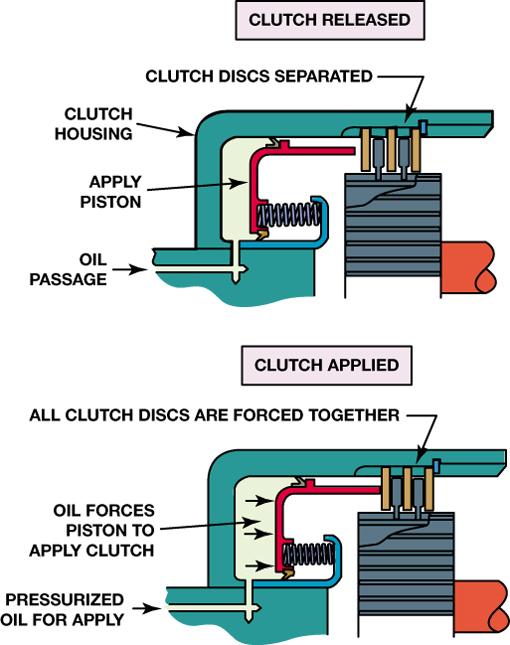 CLUTCH RELEASED
CLUTCH DISCS SEPARATED
CLUTCH
HOUSING
APPLY
PISTON
OIL
PASSAGE
CLUTCH APPLIED
ALL CLUTCH DISCS ARE FORCED TOGETHER
OIL FORCES
PISTON TO
APPLY CLUTCH
PRESSURIZED
OIL FOR APPLY